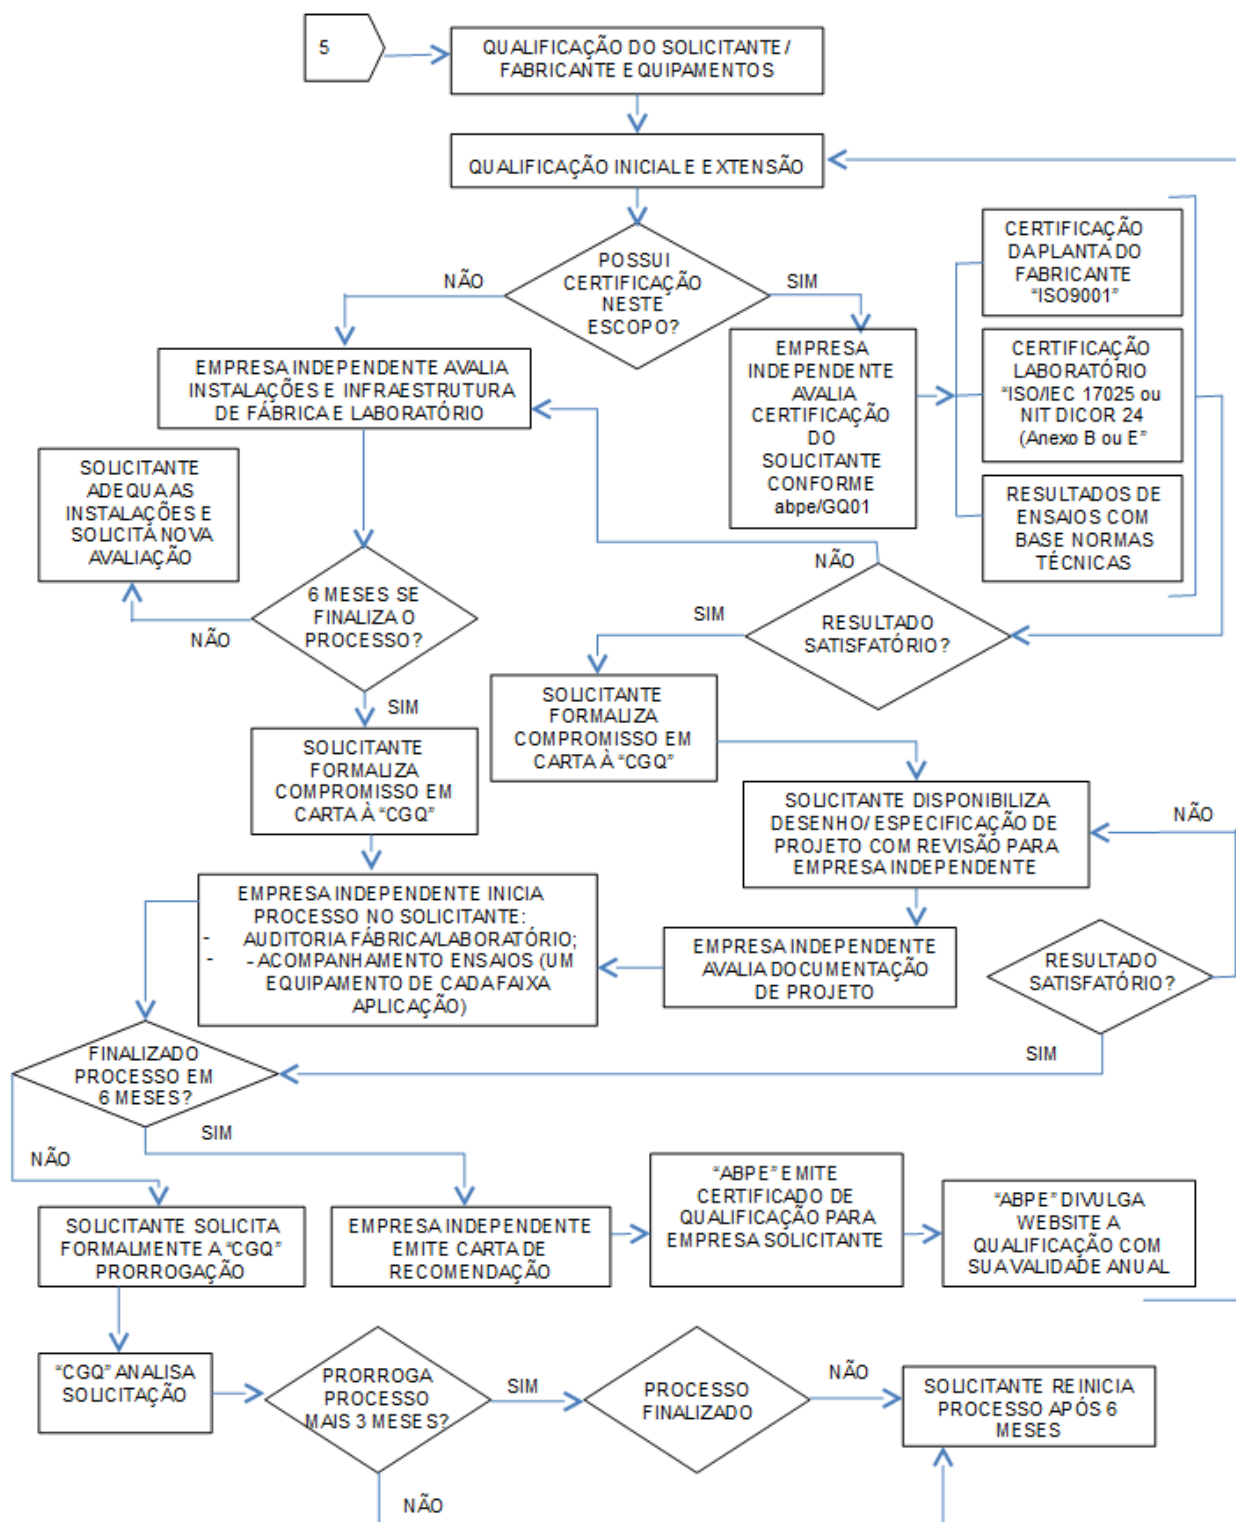 5
QUALIFICAÇÃO DO SOLICITANTE/
FABRICANTE EQUIPAMENTOS
QUALIFICAÇÃO INICIAL E EXTENSÃO
POSSUI
CERTIFICAÇÃO
NESTE
ESCOPO?
NÃO
SIM
CERTIFICAÇÃO
DA PLANTA DO
FABRICANTE
“ISO9001”
EMPRESA INDEPENDENTE AVALIA
INSTALAÇÕES E INFRAESTRUTURA
DE FÁBRICA E LABORATÓRIO
EMPRESA
INDEPENDENTE
AVALIA
CERTIFICAÇÃO
DO
SOLICITANTE
CONFORME
abpe/GQ01
CERTIFICAÇÃO
LABORATÓRIO
“ISO/IEC 17025 ou
NIT DICOR 24
(Anexo B ou E”
RESULTADOS DE
ENSAIOS COM
BASE NORMAS
TÉCNICAS
SOLICITANTE
ADEQUA AS
INSTALAÇÕES E
SOLICITA NOVA
AVALIAÇÃO
6 MESES SE
FINALIZA O
PROCESSO?
NÃO
SIM
NÃO
SIM
RESULTADO
SATISFATÓRIO?
SOLICITANTE
FORMALIZA
COMPROMISSO EM
CARTA À “CGQ”
SOLICITANTE
FORMALIZA
COMPROMISSO EM
CARTA À “CGQ”
SOLICITANTE DISPONIBILIZA
DESENHO/ ESPECIFICAÇÃO DE
PROJETO COM REVISÃO PARA
EMPRESA INDEPENDENTE
NÃO
EMPRESA INDEPENDENTE INICIA
PROCESSO NO SOLICITANTE:
- AUDITORIA FÁBRICA/LABORATÓRIO;
- - ACOMPANHAMENTO ENSAIOS (UM
EQUIPAMENTO DE CADA FAIXA
APLICAÇÃO)
EMPRESA INDEPENDENTE
AVALIA DOCUMENTAÇÃO
DE PROJETO
RESULTADO
SATISFATÓRIO?
SIM
FINALIZADO
PROCESSO EM
6 MESES?
SIM
NÃO
SOLICITANTE SOLICITA
FORMALMENTE A “CGQ”
PRORROGAÇÃO
EMPRESA INDEPENDENTE
EMITE CARTA DE
RECOMENDAÇÃO
“ABPE” EMITE
CERTIFICADO DE
QUALIFICAÇÃO PARA
EMPRESA SOLICITANTE
“ABPE” DIVULGA
WEBSITE A
QUALIFICAÇÃO COM
SUA VALIDADE ANUAL
“CGQ” ANALISA
SOLICITAÇÃO
PRORROGA
PROCESSO
MAIS 3 MESES?
SIM
PROCESSO
FINALIZADO
NÃO
SOLICITANTE REINICIA
PROCESSO APÓS 6
MESES
NÃO